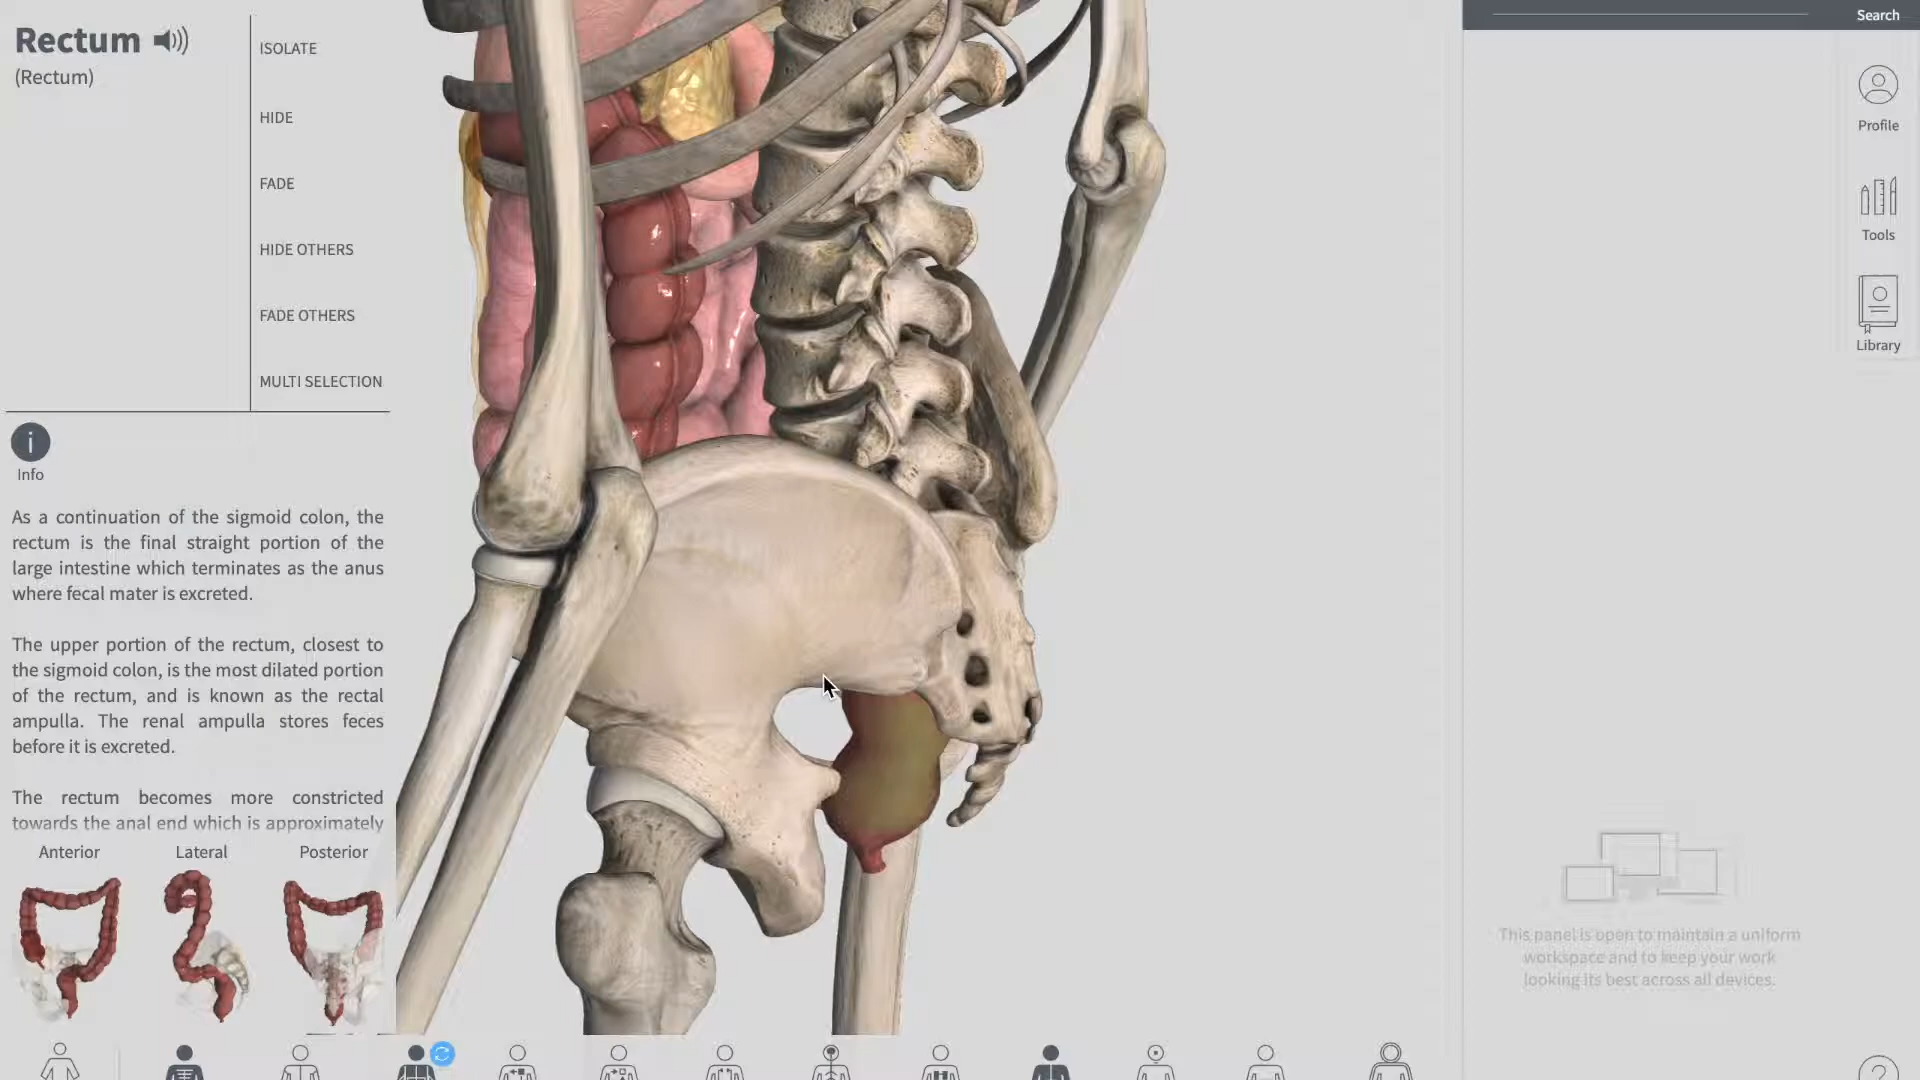 Rectum
(Rectum)
ISOLATE
HIDE
FADE
HIDE OTHERS
FADE OTHERS
MULTI SELECTION
i
Info
As a continuation of the sigmoid colon, the
rectum is the final straight portion of the
large intestine which terminates as the anus
where fecal mater is excreted.
The upper portion of the rectum, closest to
the sigmoid colon, is the most dilated portion
of the rectum, and is known as the rectal
ampulla. The renal ampulla stores feces
before it is excreted.
The rectum becomes more constricted
towards the anal end which is approximately
Anterior
Lateral
Posterior
Search
Profile
Tools
Library
This panel is open to maintain a uniform
workspace and to keep your work
looking its best across all devices.
?